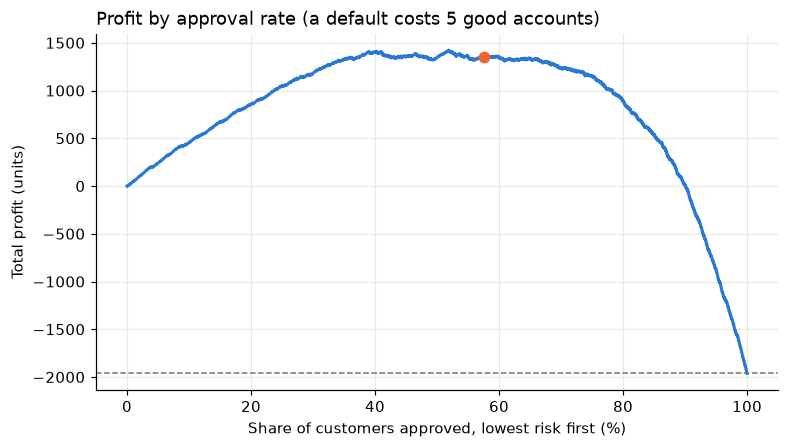 Profit by approval rate (a default costs 5 good accounts)
Total profit (units)
1500
1000
500
0
−500
−1000
−1500
−2000
0 20 40 60 80 100
Share of customers approved, lowest risk first (%)